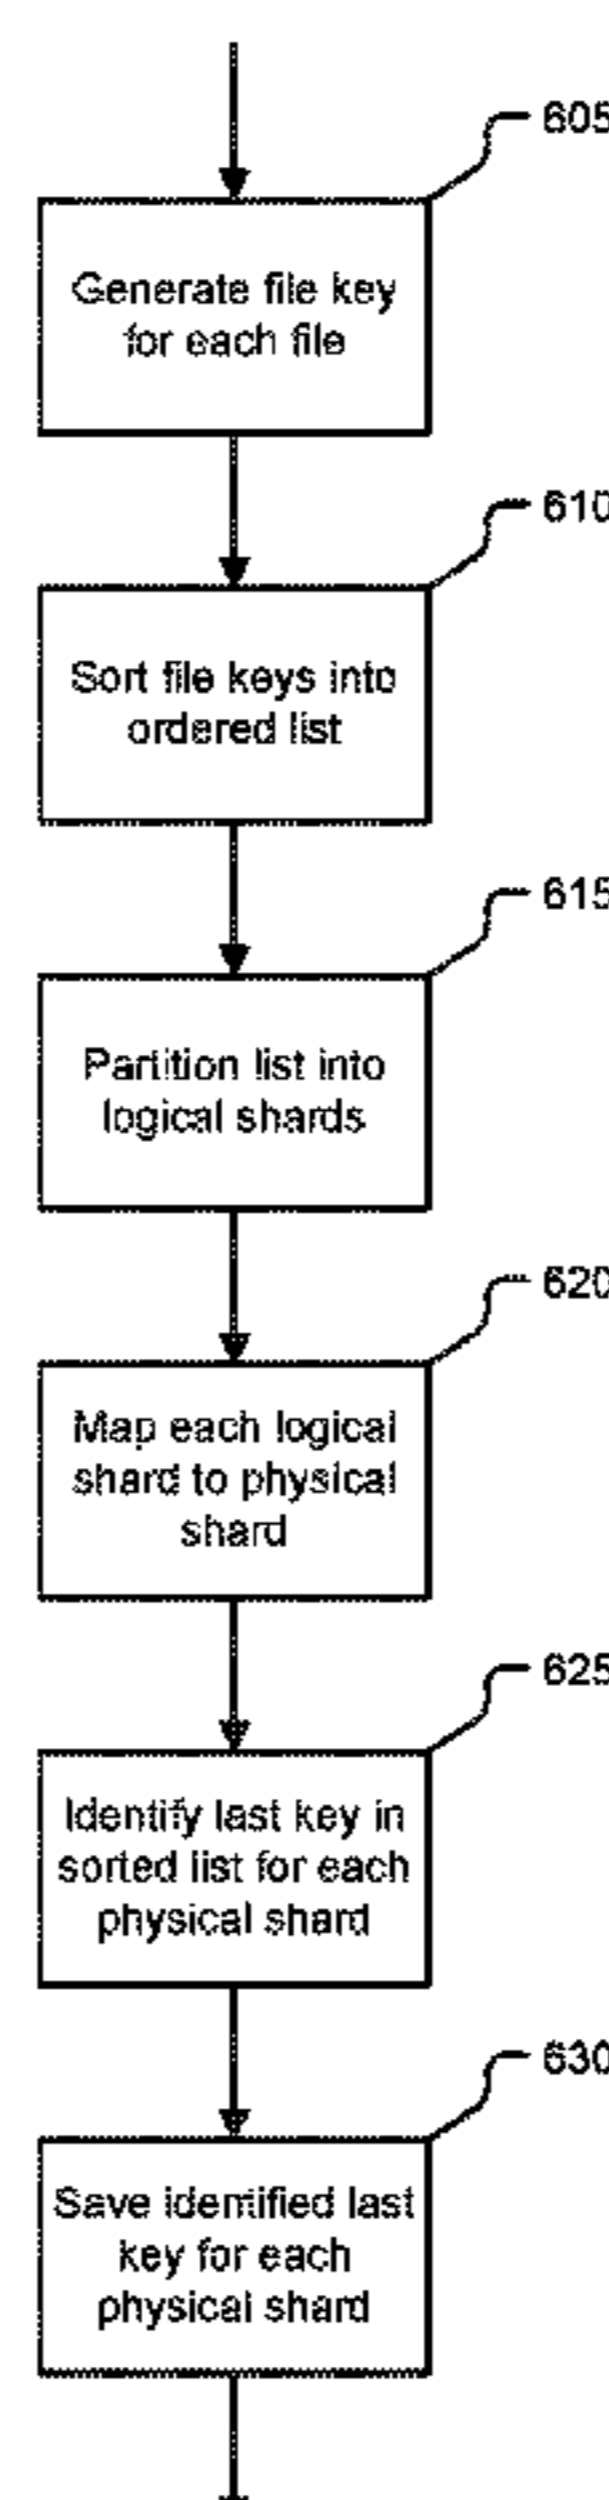 605
Generate file key
for each file
610
Sort file keys into
ordered list
615
Partition list into
logical shards
620
Map each logical
shard to physical
shard
625
Identify last key in
sorted list for each
physical shard
630
Save identified last
key for each
physical shard